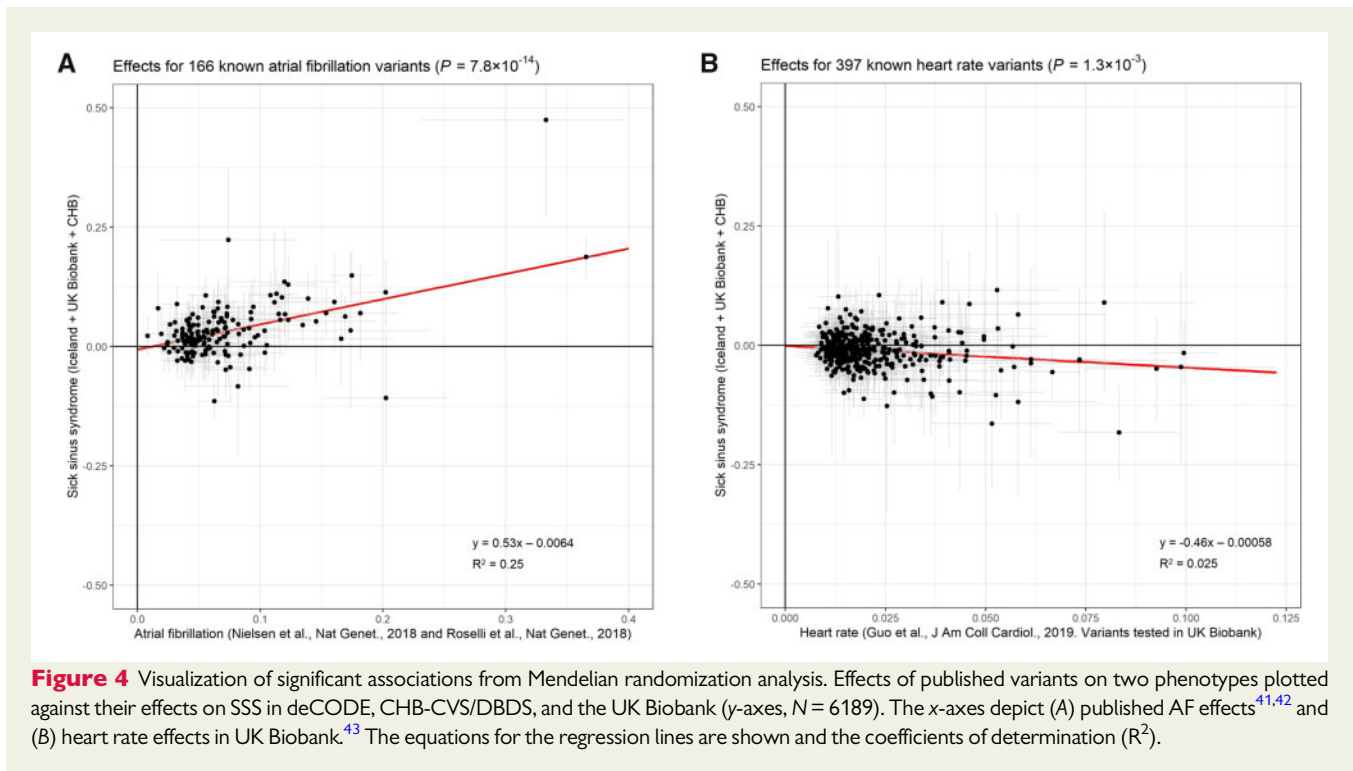 A
Effects for 166 known atrial fibrillation variants (P = 7.8×10⁻¹⁴)
Sick sinus syndrome (Iceland + UK Biobank + CHB)
0.50
0.25
0.00
-0.25
-0.50
y = 0.53x – 0.0064
R² = 0.25
0.0 0.1 0.2 0.3 0.4
Atrial fibrillation (Nielsen et al., Nat Genet., 2018 and Roselli et al., Nat Genet., 2018)
B
Effects for 397 known heart rate variants (P = 1.3×10⁻³)
Sick sinus syndrome (Iceland + UK Biobank + CHB)
0.50
0.25
0.00
-0.25
-0.50
y = -0.46x – 0.00058
R² = 0.025
0.000 0.025 0.050 0.075 0.100 0.125
Heart rate (Guo et al., J Am Coll Cardiol., 2019. Variants tested in UK Biobank)
Figure 4 Visualization of significant associations from Mendelian randomization analysis. Effects of published variants on two phenotypes plotted
against their effects on SSS in deCODE, CHB-CVS/DBDS, and the UK Biobank (y-axes, N = 6189). The x-axes depict (A) published AF effects⁴¹,⁴² and
(B) heart rate effects in UK Biobank.⁴³ The equations for the regression lines are shown and the coefficients of determination (R²).